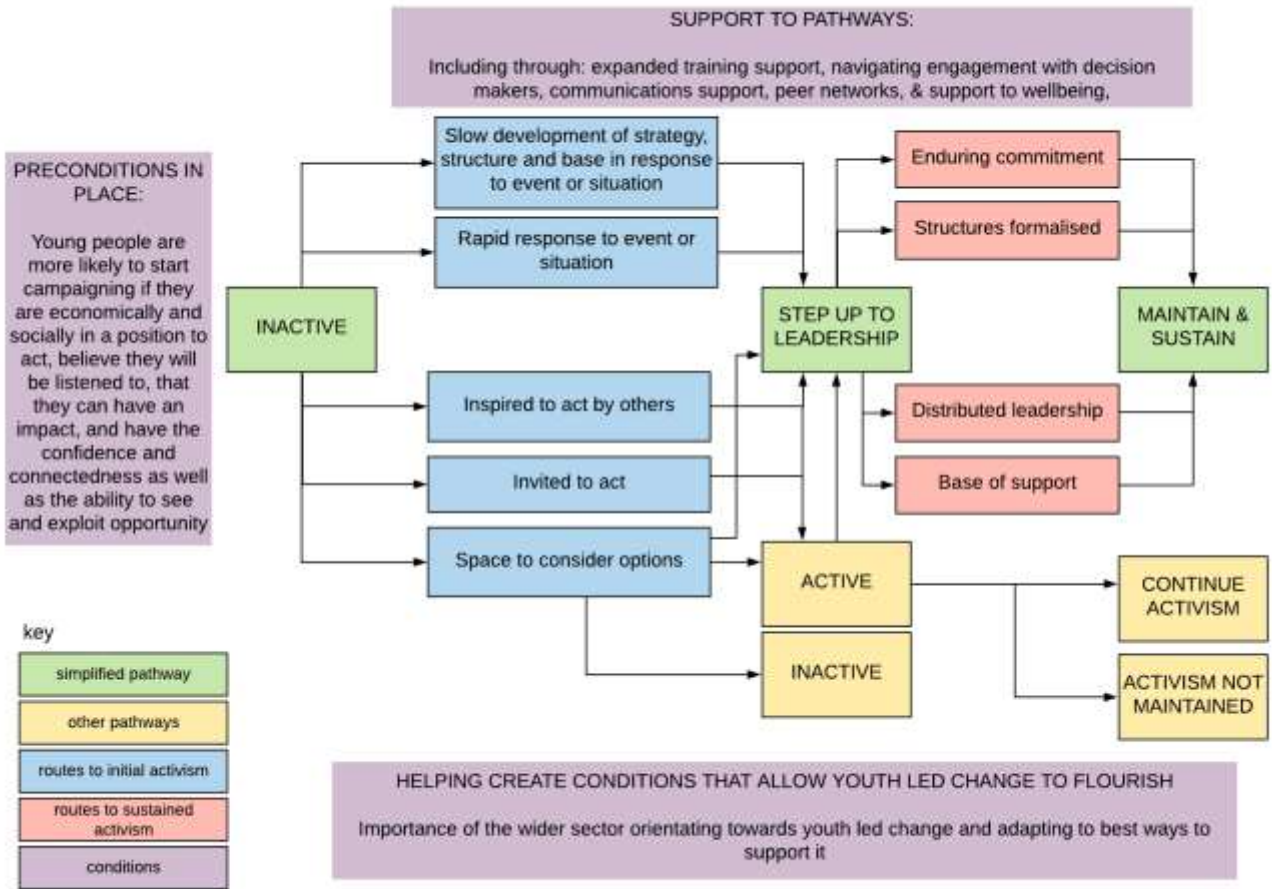 SUPPORT TO PATHWAYS:
Including through: expanded training support, navigating engagement with decision
makers, communications support, peer networks, & support to wellbeing,
PRECONDITIONS IN
PLACE:
Young people are
more likely to start
campaigning if they
are economically and
socially in a position to
act, believe they will
be listened to, that
they can have an
impact, and have the
confidence and
connectedness as well
as the ability to see
and exploit opportunity
INACTIVE
Slow development of strategy,
structure and base in response
to event or situation
Rapid response to event or
situation
Inspired to act by others
Invited to act
Space to consider options
STEP UP TO
LEADERSHIP
ACTIVE
INACTIVE
Enduring commitment
Structures formalised
Distributed leadership
Base of support
MAINTAIN &
SUSTAIN
CONTINUE
ACTIVISM
ACTIVISM NOT
MAINTAINED
key
simplified pathway
other pathways
routes to initial activism
routes to sustained
activism
conditions
HELPING CREATE CONDITIONS THAT ALLOW YOUTH LED CHANGE TO FLOURISH
Importance of the wider sector orientating towards youth led change and adapting to best ways to
support it